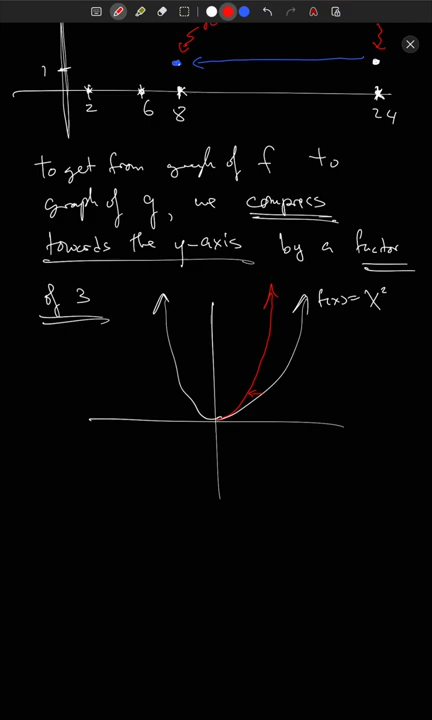 1
2 6 8 24
to get from graph of f to
graph of g, we compress
towards the y-axis by a factor
of 3
f(x) = x²